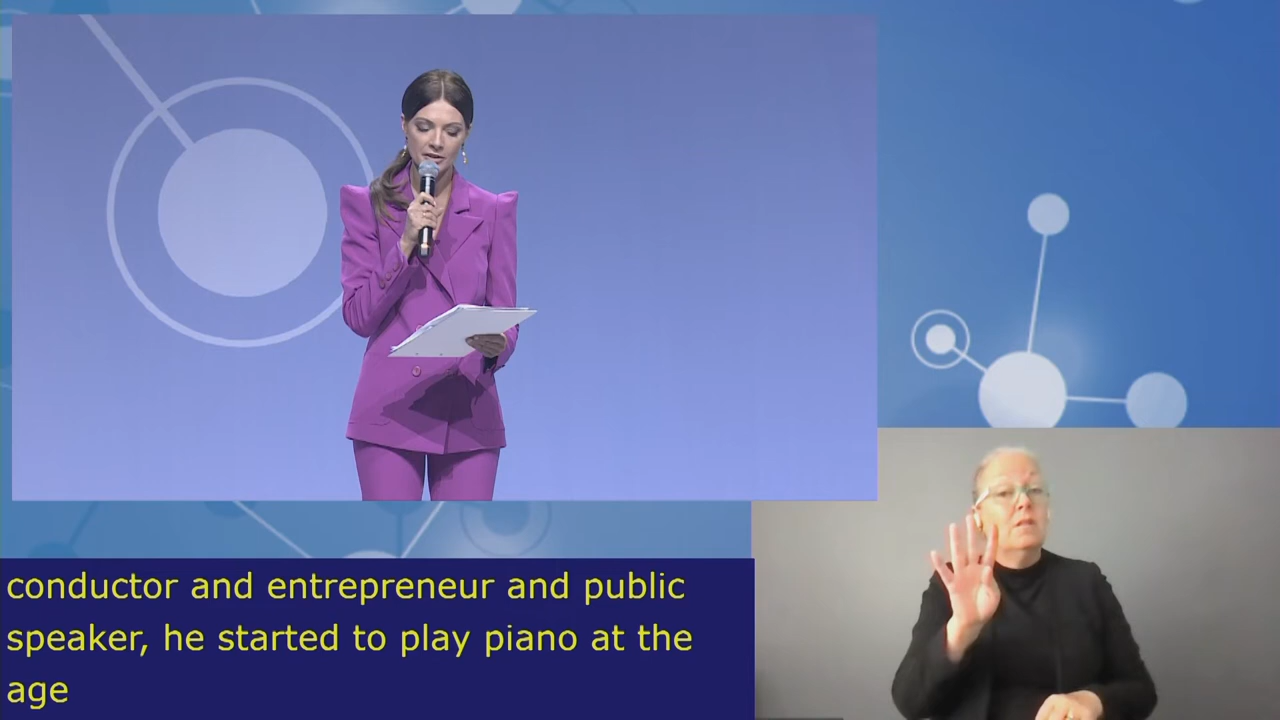 conductor and entrepreneur and public
speaker, he started to play piano at the
age